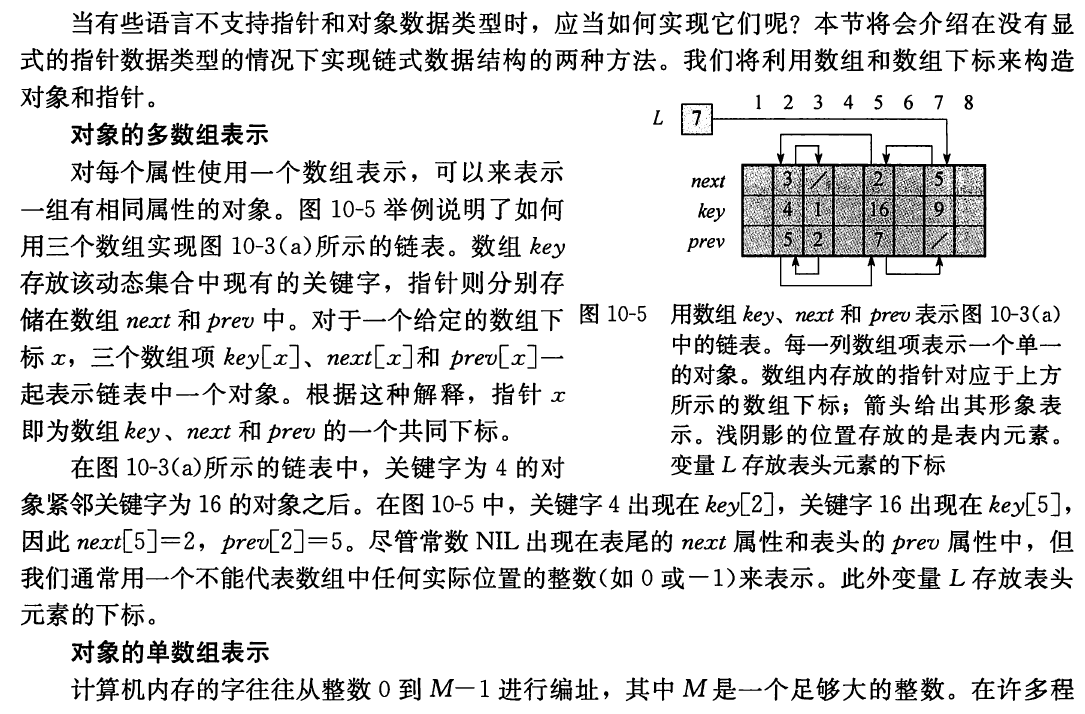 当有些语言不支持指针和对象数据类型时，应当如何实现它们呢？本节将会介绍在没有显
式的指针数据类型的情况下实现链式数据结构的两种方法。我们将利用数组和数组下标来构造
对象和指针。
对象的多数组表示
对每个属性使用一个数组表示，可以来表示
一组有相同属性的对象。图 10-5 举例说明了如何
用三个数组实现图 10-3(a)所示的链表。数组 key
存放该动态集合中现有的关键字，指针则分别存
储在数组 next 和 prev 中。对于一个给定的数组下
标 x，三个数组项 key[x]、next[x]和 prev[x]一
起表示链表中一个对象。根据这种解释，指针 x
即为数组 key、next 和 prev 的一个共同下标。
1 2 3 4 5 6 7 8
L 7
next 3 / 2 5
key 4 1 16 9
prev 5 2 7 /
图 10-5 用数组 key、next 和 prev 表示图 10-3(a)
中的链表。每一列数组项表示一个单一
的对象。数组内存放的指针对应于上方
所示的数组下标；箭头给出其形象表
示。浅阴影的位置存放的是表内元素。
变量 L 存放表头元素的下标
在图 10-3(a)所示的链表中，关键字为 4 的对
象紧邻关键字为 16 的对象之后。在图 10-5 中，关键字 4 出现在 key[2]，关键字 16 出现在 key[5]，
因此 next[5]=2，prev[2]=5。尽管常数 NIL 出现在表尾的 next 属性和表头的 prev 属性中，但
我们通常用一个不能代表数组中任何实际位置的整数(如 0 或－1)来表示。此外变量 L 存放表头
元素的下标。
对象的单数组表示
计算机内存的字往往从整数 0 到 M－1 进行编址，其中 M 是一个足够大的整数。在许多程